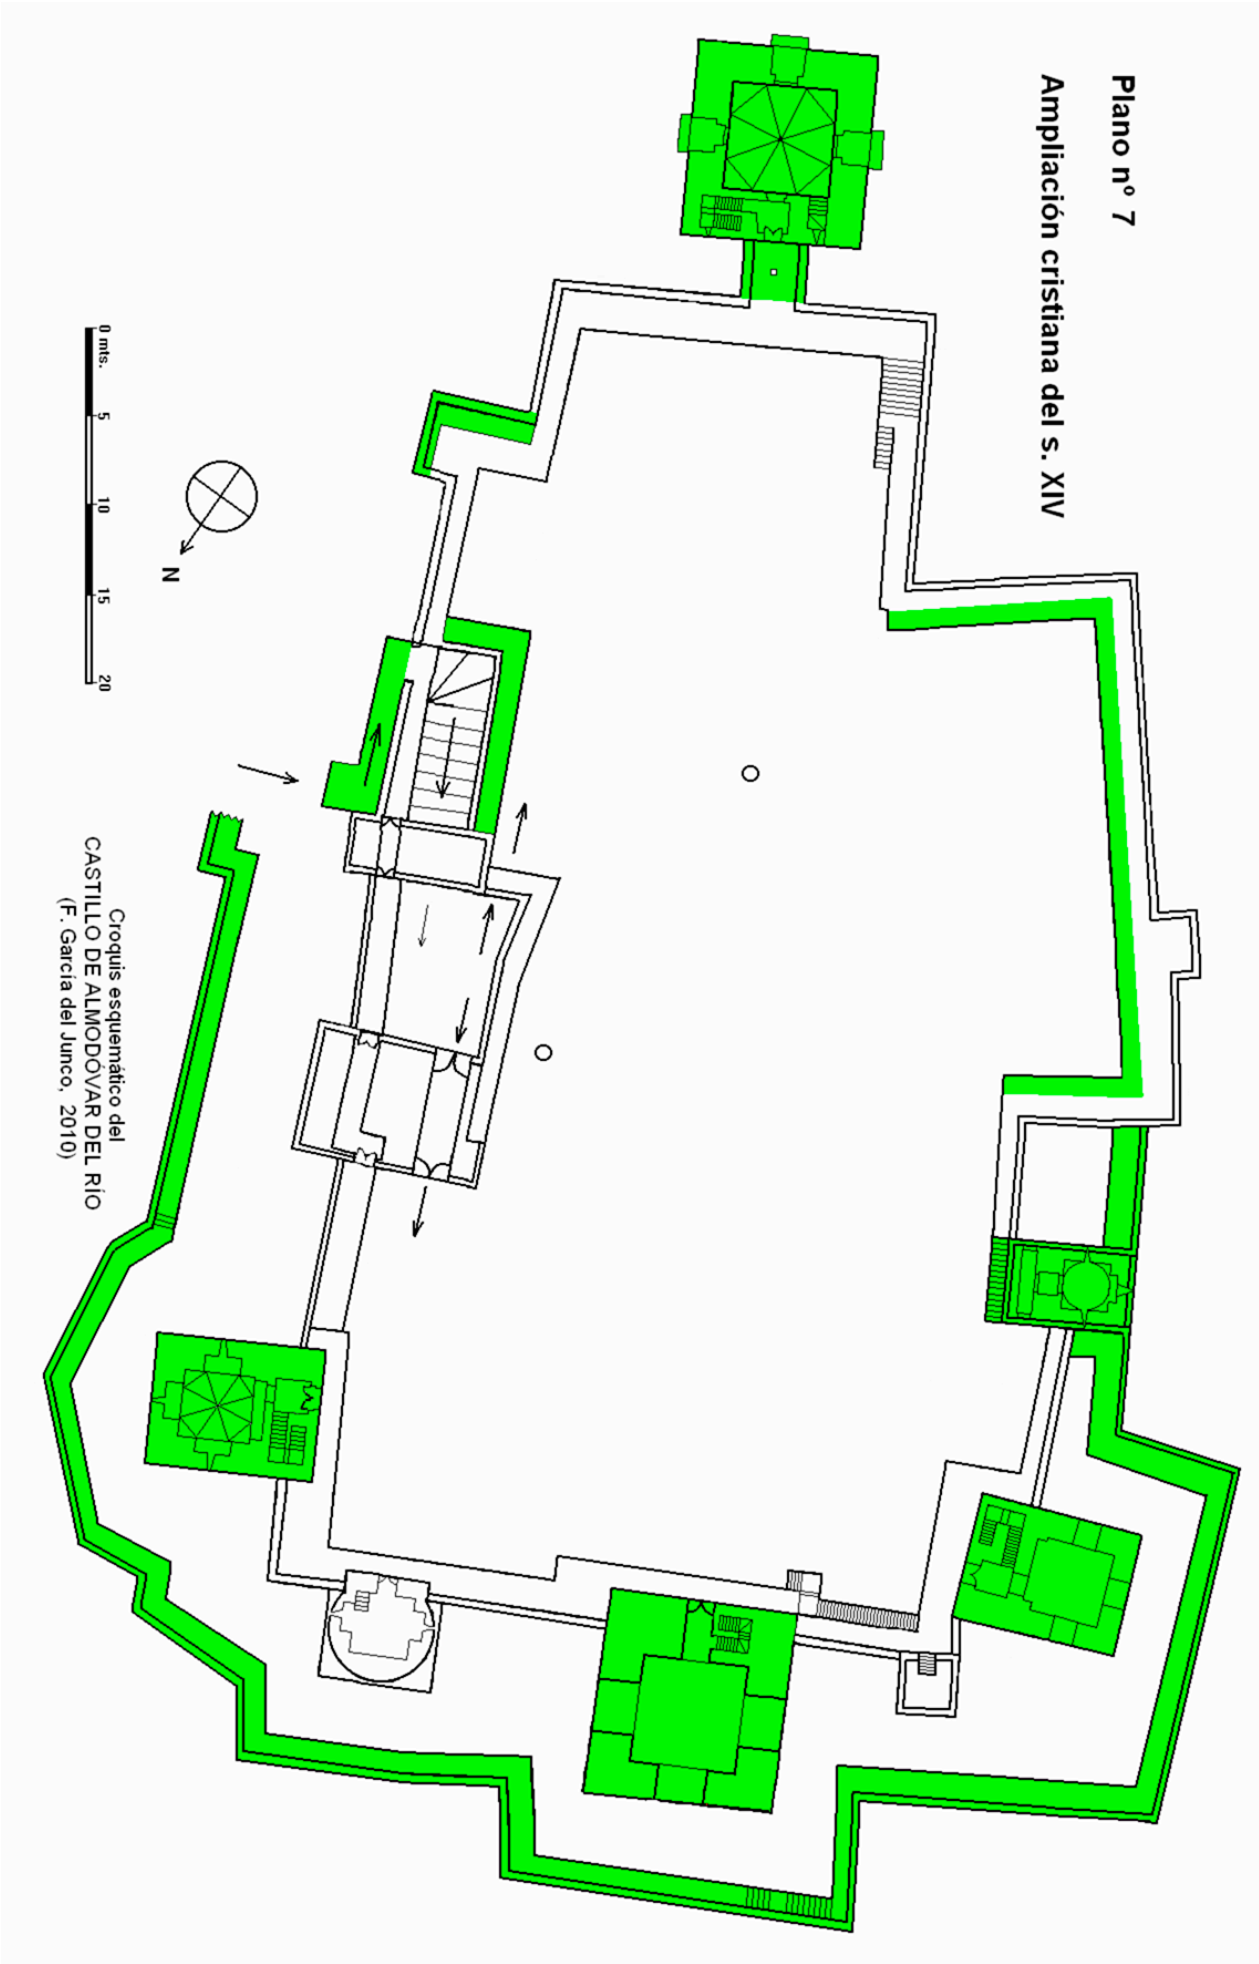 Plano nº 7
Ampliación cristiana del s. XIV
0 mts.
5
10
15
20
N
Croquis esquemático del
CASTILLO DE ALMODÓVAR DEL RÍO
(F. García del Junco, 2010)